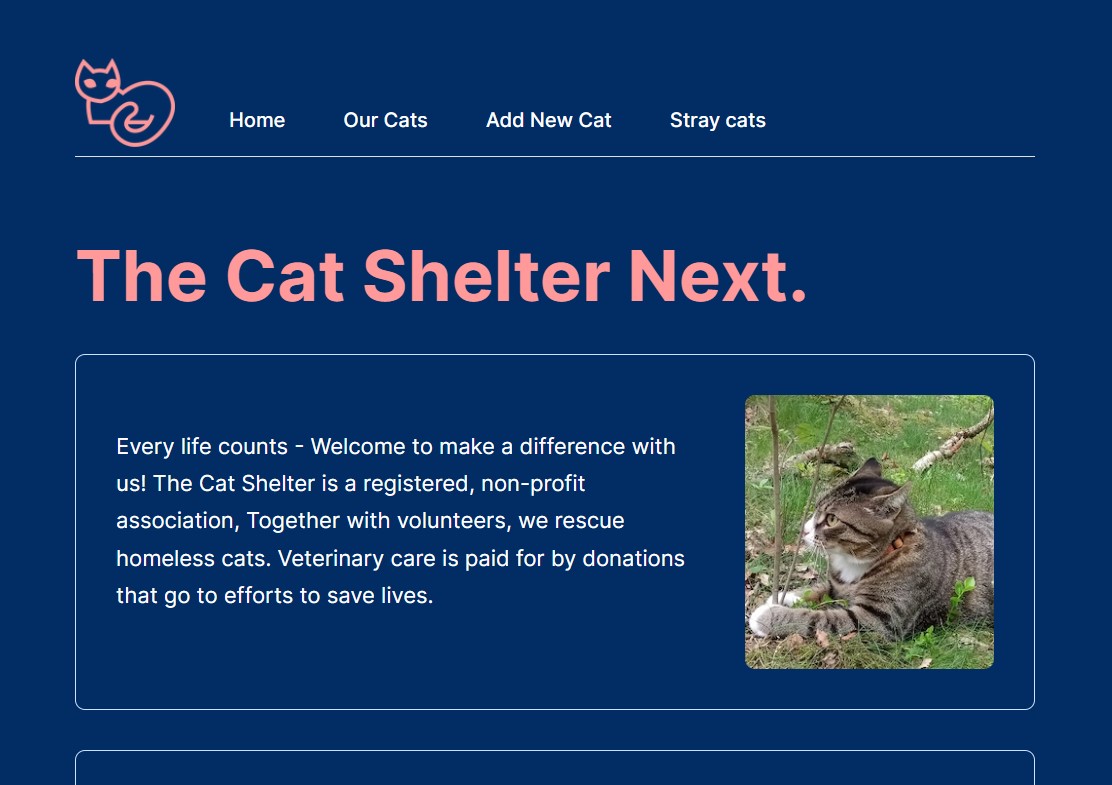 Home Our Cats Add New Cat Stray cats
The Cat Shelter Next.
Every life counts - Welcome to make a difference with
us! The Cat Shelter is a registered, non-profit
association, Together with volunteers, we rescue
homeless cats. Veterinary care is paid for by donations
that go to efforts to save lives.